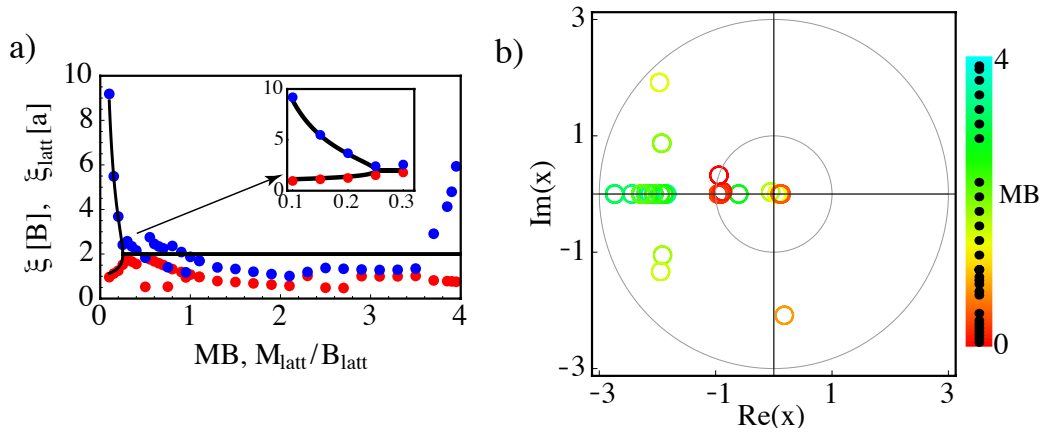 a)
ξ [B], ξlatt [a]
10
8
6
4
2
0
0 1 2 3 4
MB, Mlatt/Blatt
10
5
0
0.1 0.2 0.3
b)
Im(x)
3
1
-1
-3
-3 -1 1 3
Re(x)
4
MB
0